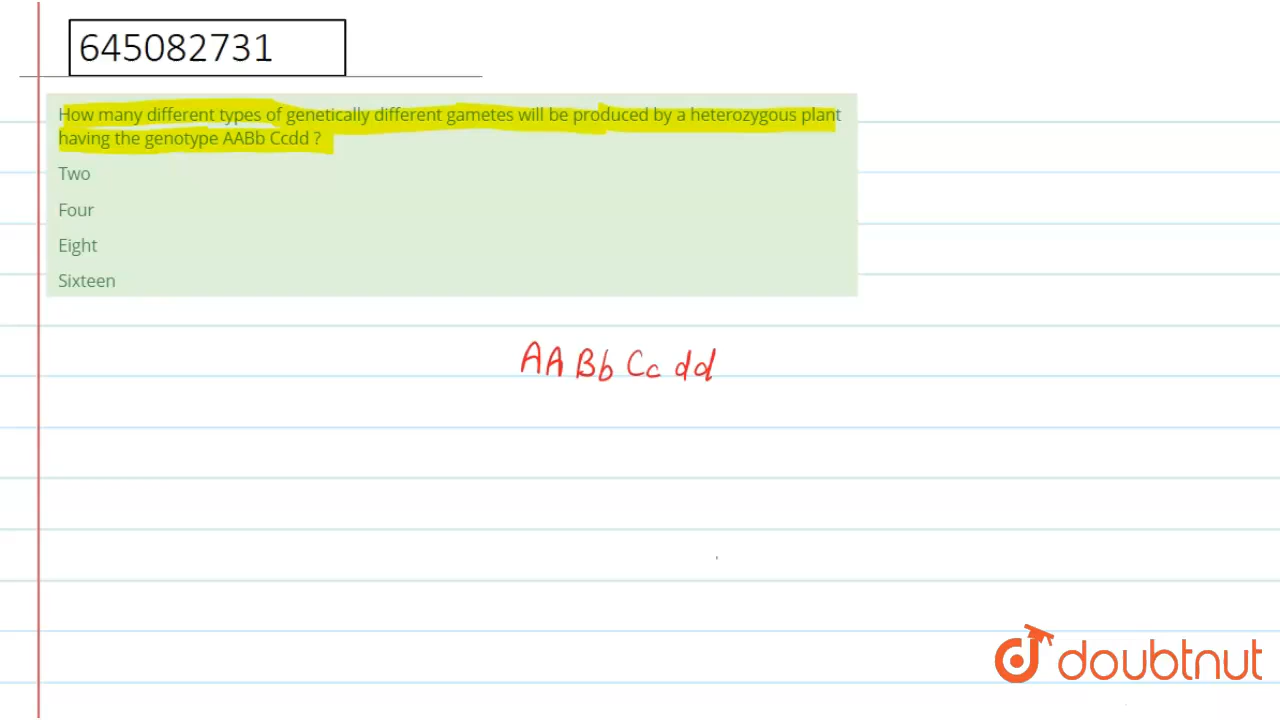 645082731
How many different types of genetically different gametes will be produced by a heterozygous plant
having the genotype AABb Ccdd ?
Two
Four
Eight
Sixteen
AA Bb Cc dd
doubtnut